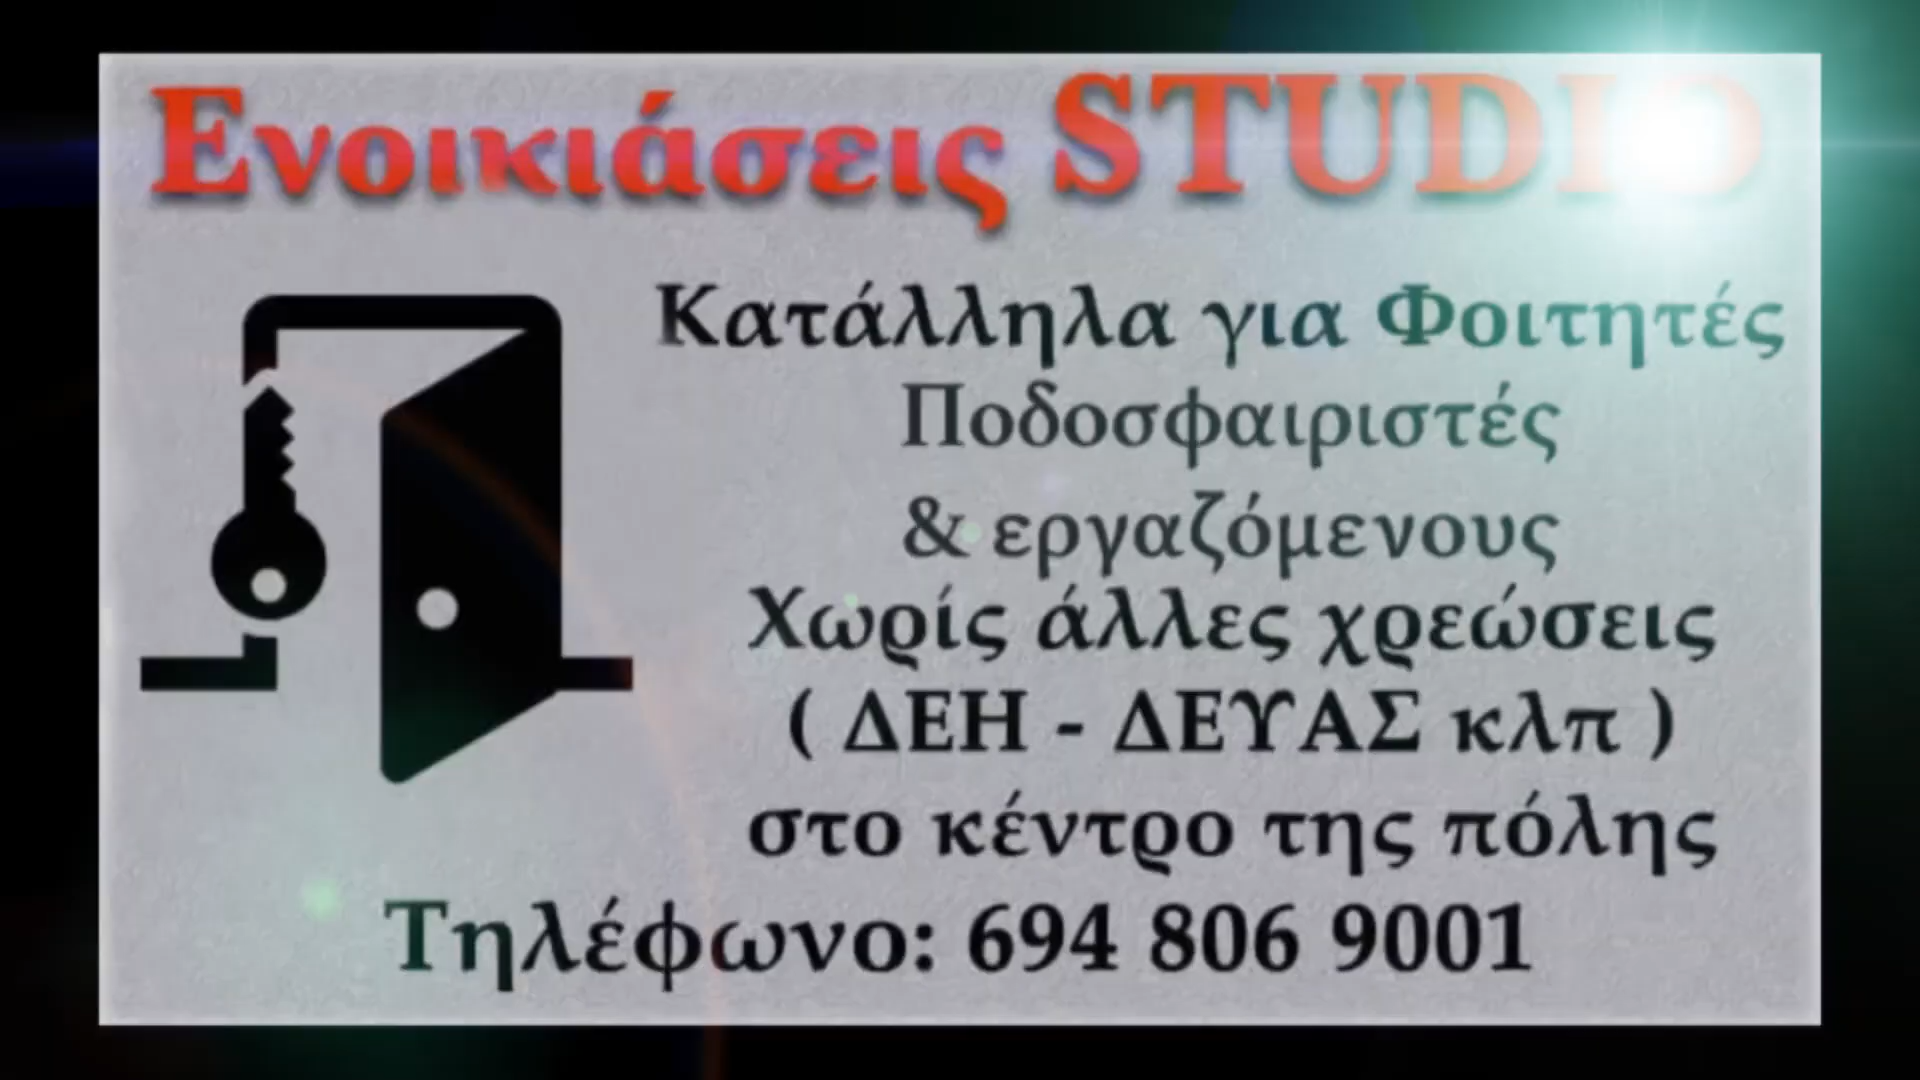 Ενοικιάσεις STUDIO
Κατάλληλα για Φοιτητές
Ποδοσφαιριστές
& εργαζόμενους
Χωρίς άλλες χρεώσεις
( ΔΕΗ - ΔΕΥΑΣ κλπ )
στο κέντρο της πόλης
Τηλέφωνο: 694 806 9001